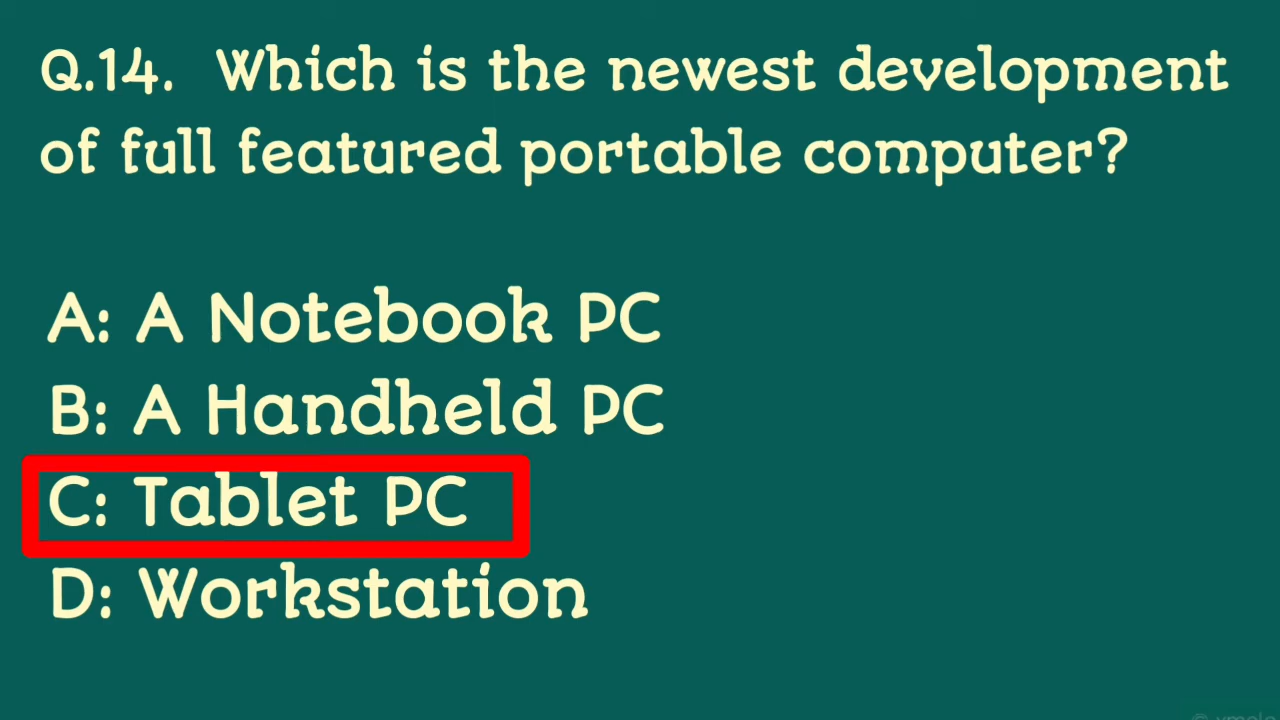 Q.14. Which is the newest development
of full featured portable computer?
A: A Notebook PC
B: A Handheld PC
C: Tablet PC
D: Workstation